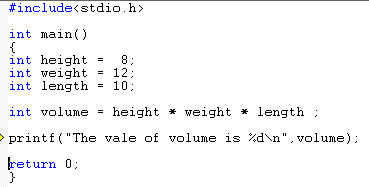 #include<stdio.h>
int main()
{
int height =  8;
int weight = 12;
int length = 10;
int volume = height * weight * length ;
printf("The vale of volume is %d\n",volume);
return 0;
}